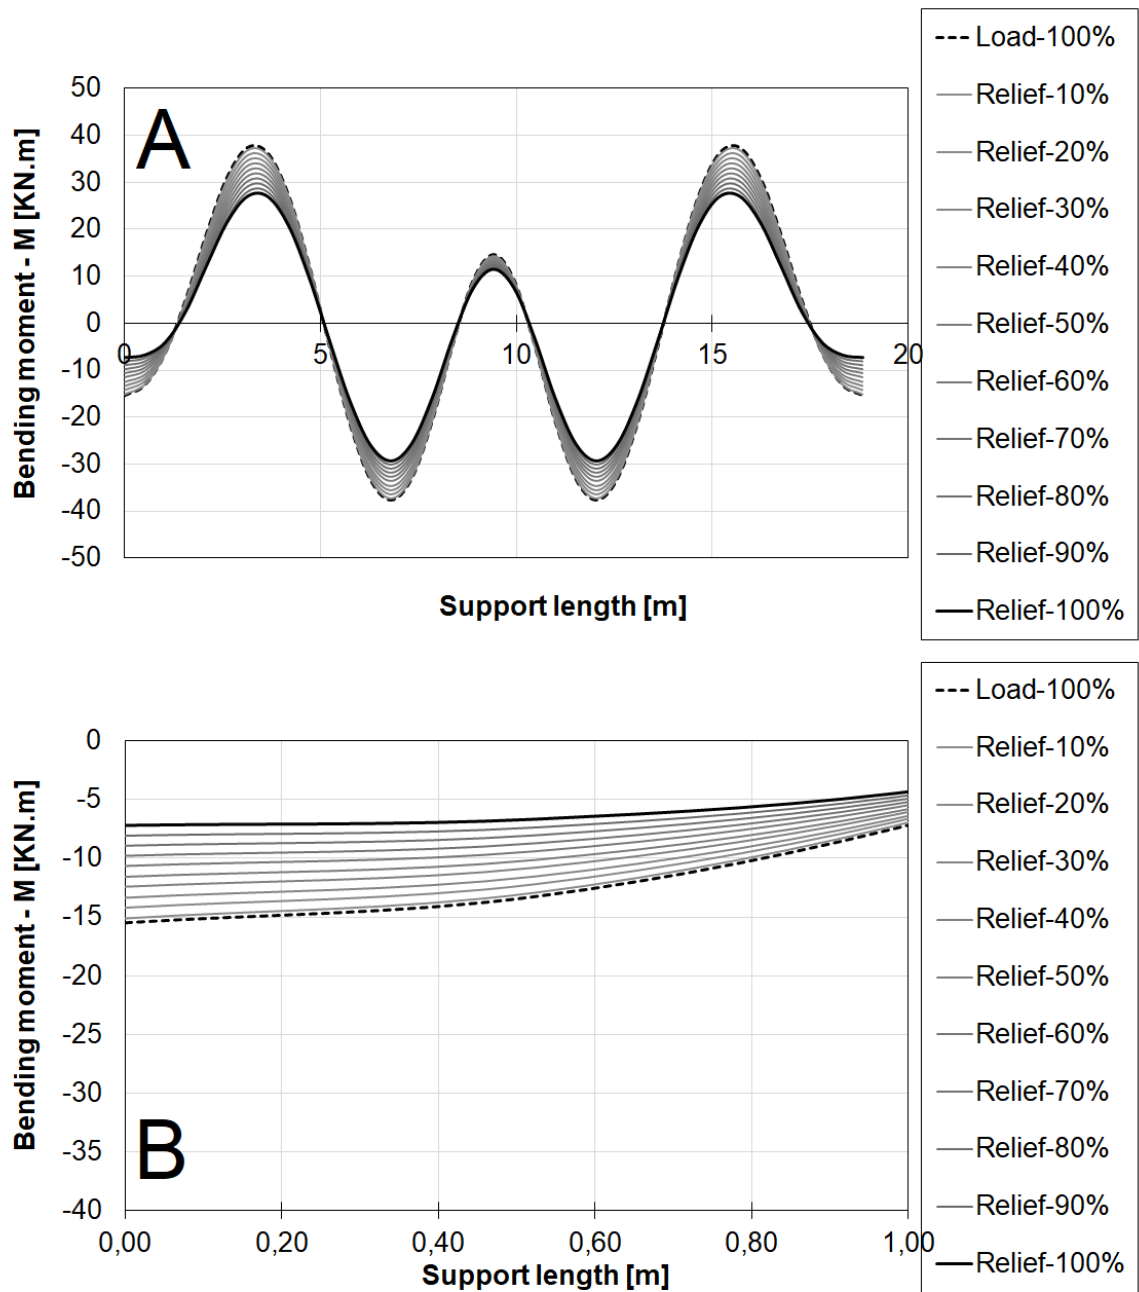 A
Bending moment - M [KN.m]
50
40
30
20
10
0
-10
-20
-30
-40
-50
0
5
10
15
20
Support length [m]
Load-100%
Relief-10%
Relief-20%
Relief-30%
Relief-40%
Relief-50%
Relief-60%
Relief-70%
Relief-80%
Relief-90%
Relief-100%
B
Bending moment - M [KN.m]
0
-5
-10
-15
-20
-25
-30
-35
-40
0,00
0,20
0,40
0,60
0,80
1,00
Support length [m]
Load-100%
Relief-10%
Relief-20%
Relief-30%
Relief-40%
Relief-50%
Relief-60%
Relief-70%
Relief-80%
Relief-90%
Relief-100%